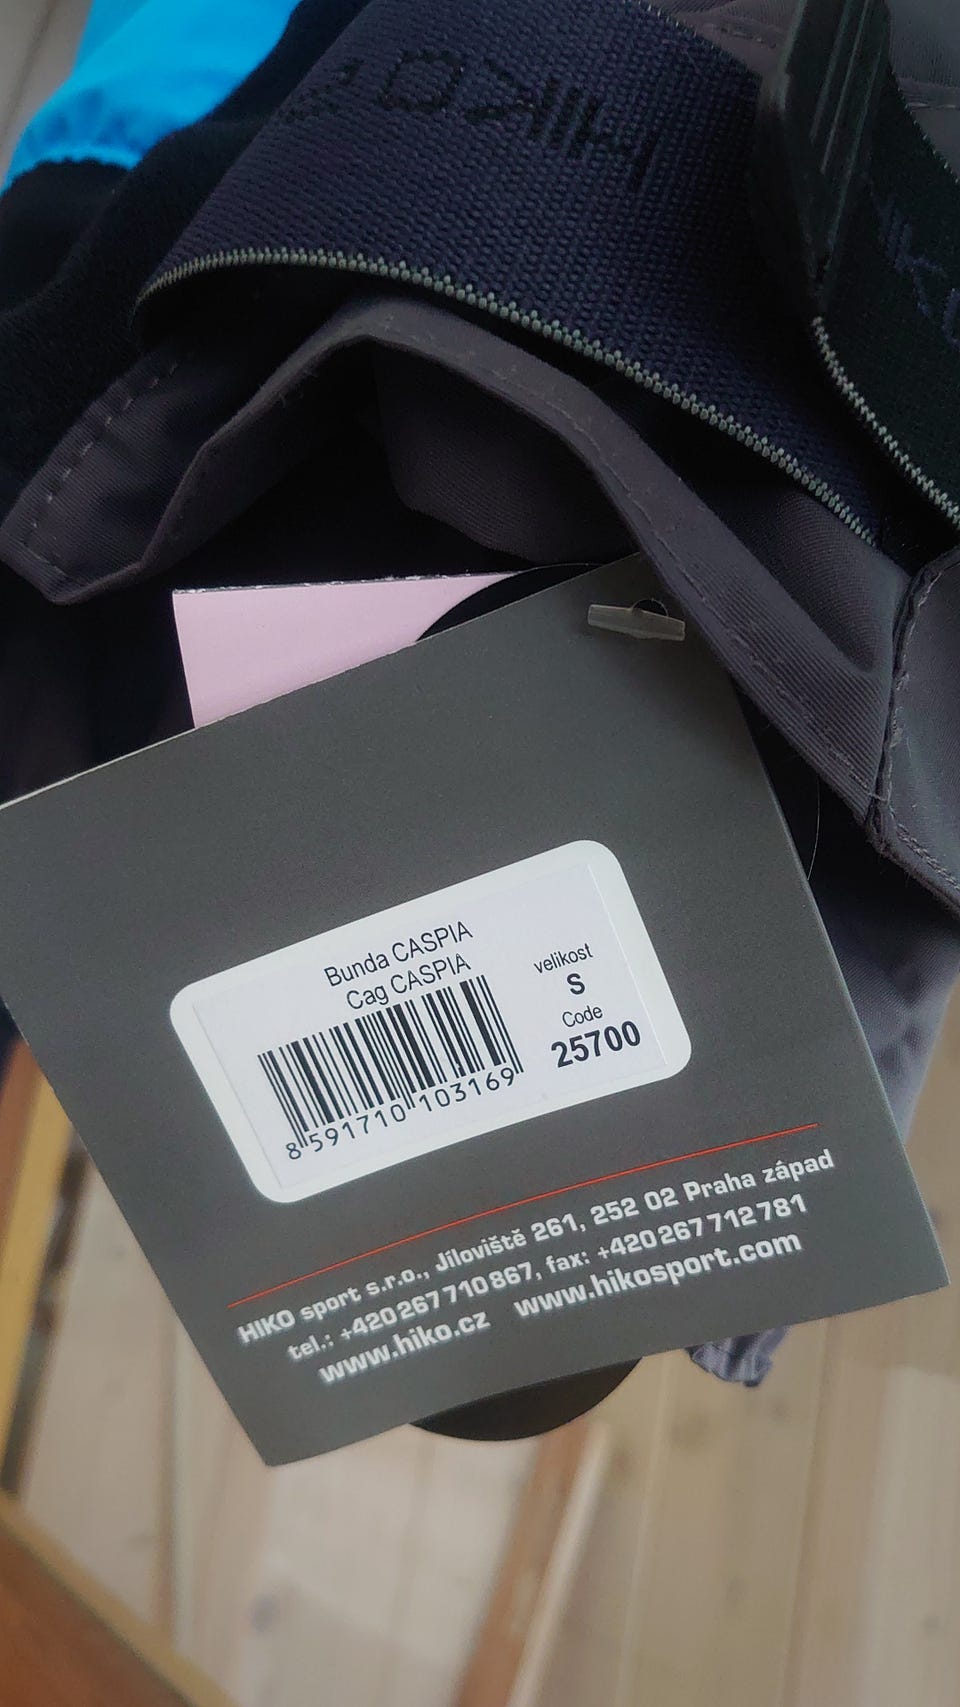 HIKO
Bunda CASPIA
Cag CASPIA
velikost
S
Code
25700
8 591710 103169
HIKO sport s.r.o., Jíloviště 261, 252 02 Praha západ
tel.: +420 267 710 867, fax: +420 267 712 781
www.hiko.cz www.hikosport.com